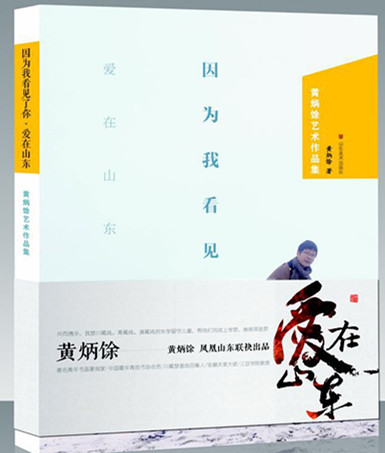 因为我看见了你·爱在山东
黄炳馀艺术作品集
因为我看见
爱在山东
黄炳馀艺术作品集
黄炳馀 著
山东美术出版社
黄炳馀
黄炳馀 凤凰山东联袂出品
爱在山东